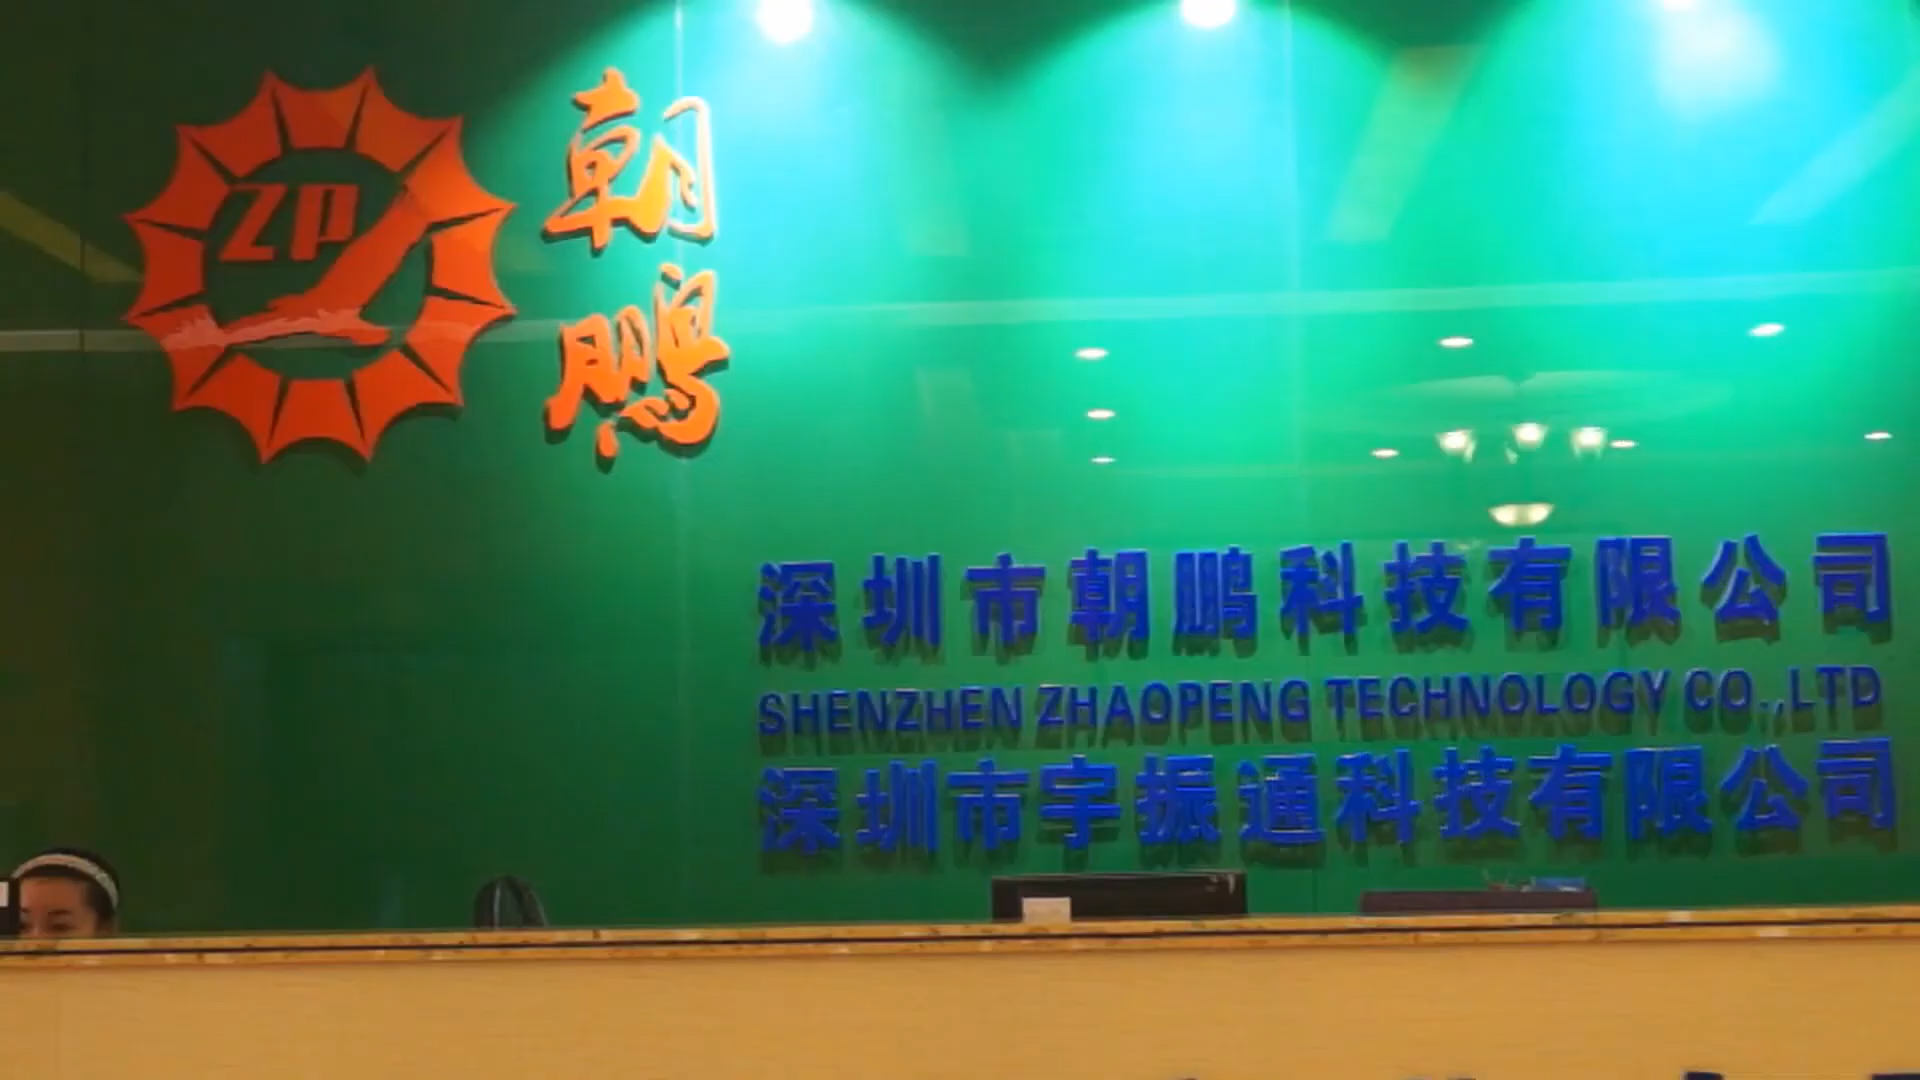 ZP
朝
鹏
深圳市朝鹏科技有限公司
SHENZHEN ZHAOPENG TECHNOLOGY CO.,LTD
深圳市宇振通科技有限公司